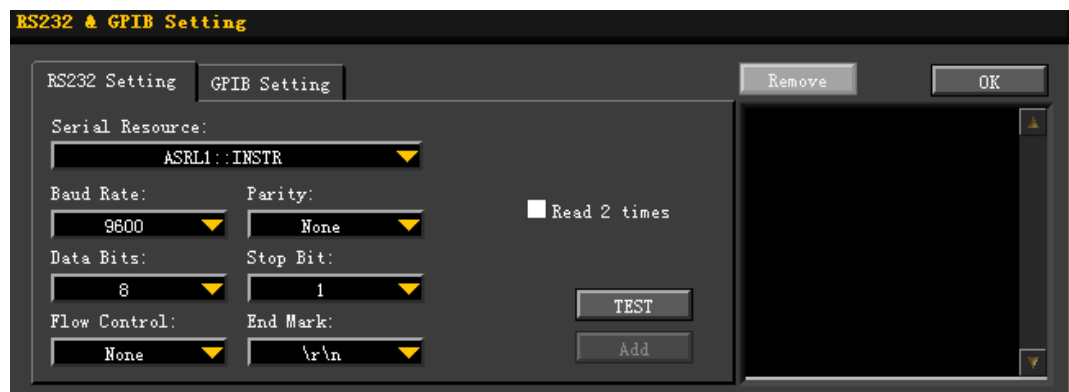 RS232 & GPIB Setting
RS232 Setting
GPIB Setting
Remove
OK
Serial Resource:
ASRL1::INSTR
Baud Rate:
Parity:
9600
None
Read 2 times
Data Bits:
Stop Bit:
8
1
TEST
Flow Control:
End Mark:
None
\r\n
Add